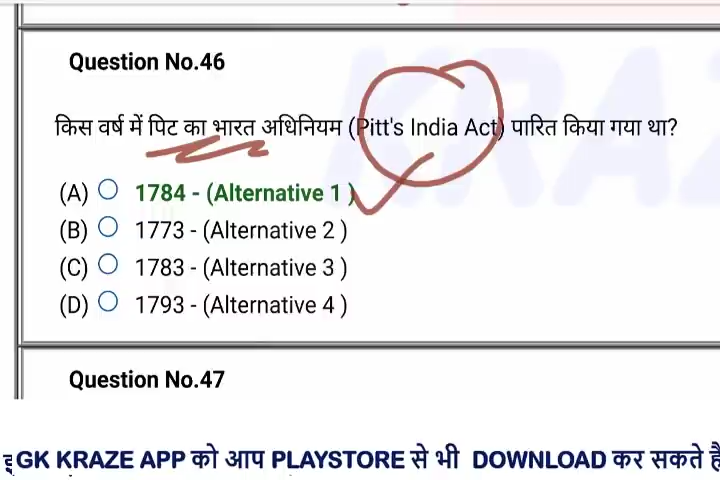 Question No.46
किस वर्ष में पिट का भारत अधिनियम (Pitt's India Act) पारित किया गया था?
(A) 1784 - (Alternative 1 )
(B) 1773 - (Alternative 2 )
(C) 1783 - (Alternative 3 )
(D) 1793 - (Alternative 4 )
Question No.47
GK KRAZE APP को आप PLAYSTORE से भी DOWNLOAD कर सकते है